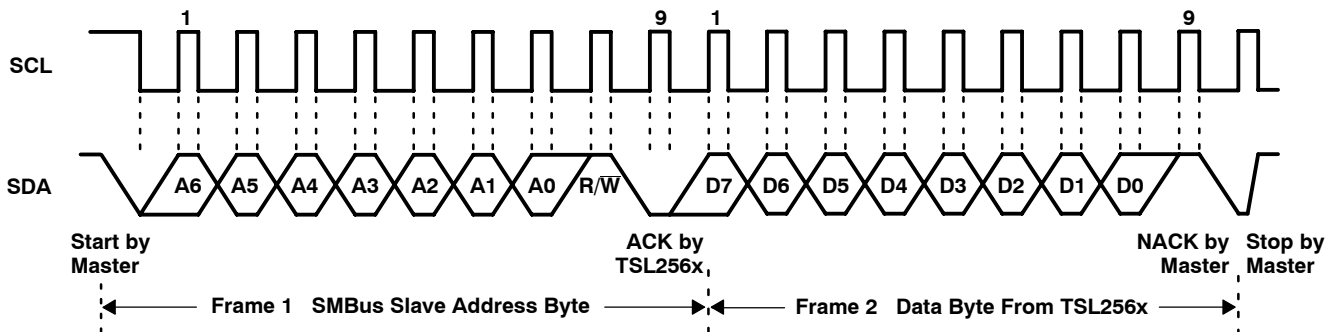 1 9 1 9
SCL
SDA
A6 A5 A4 A3 A2 A1 A0 R/W̅ D7 D6 D5 D4 D3 D2 D1 D0
Start by
Master
ACK by
TSL256x
NACK by
Master
Stop by
Master
Frame 1 SMBus Slave Address Byte
Frame 2 Data Byte From TSL256x